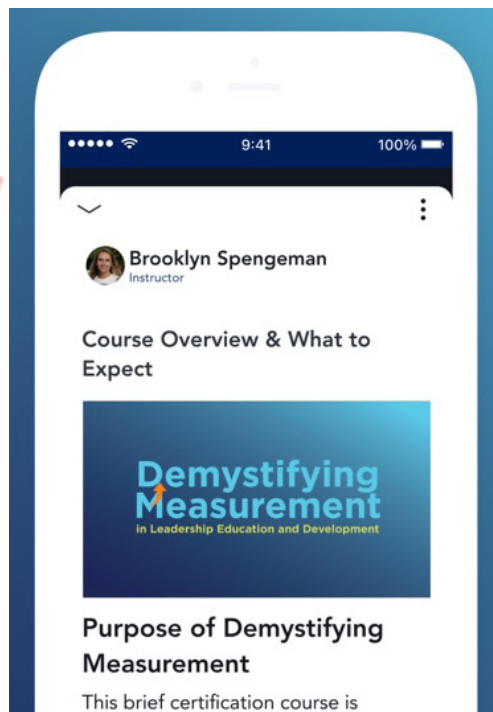 9:41
100%
Brooklyn Spengeman
Instructor
Course Overview & What to
Expect
Demystifying
Measurement
in Leadership Education and Development
Purpose of Demystifying
Measurement
This brief certification course is